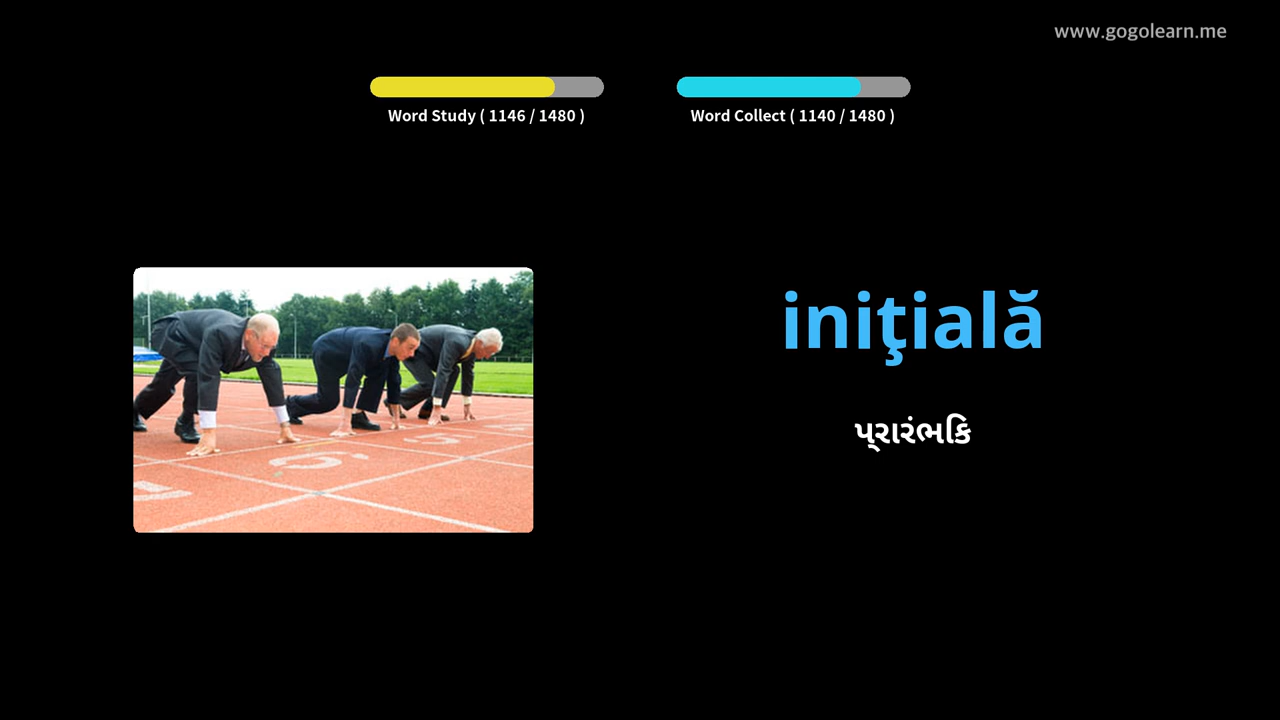 www.gogolearn.me
Word Study ( 1146 / 1480 )
Word Collect ( 1140 / 1480 )
iniţială
પ્રારંભિક